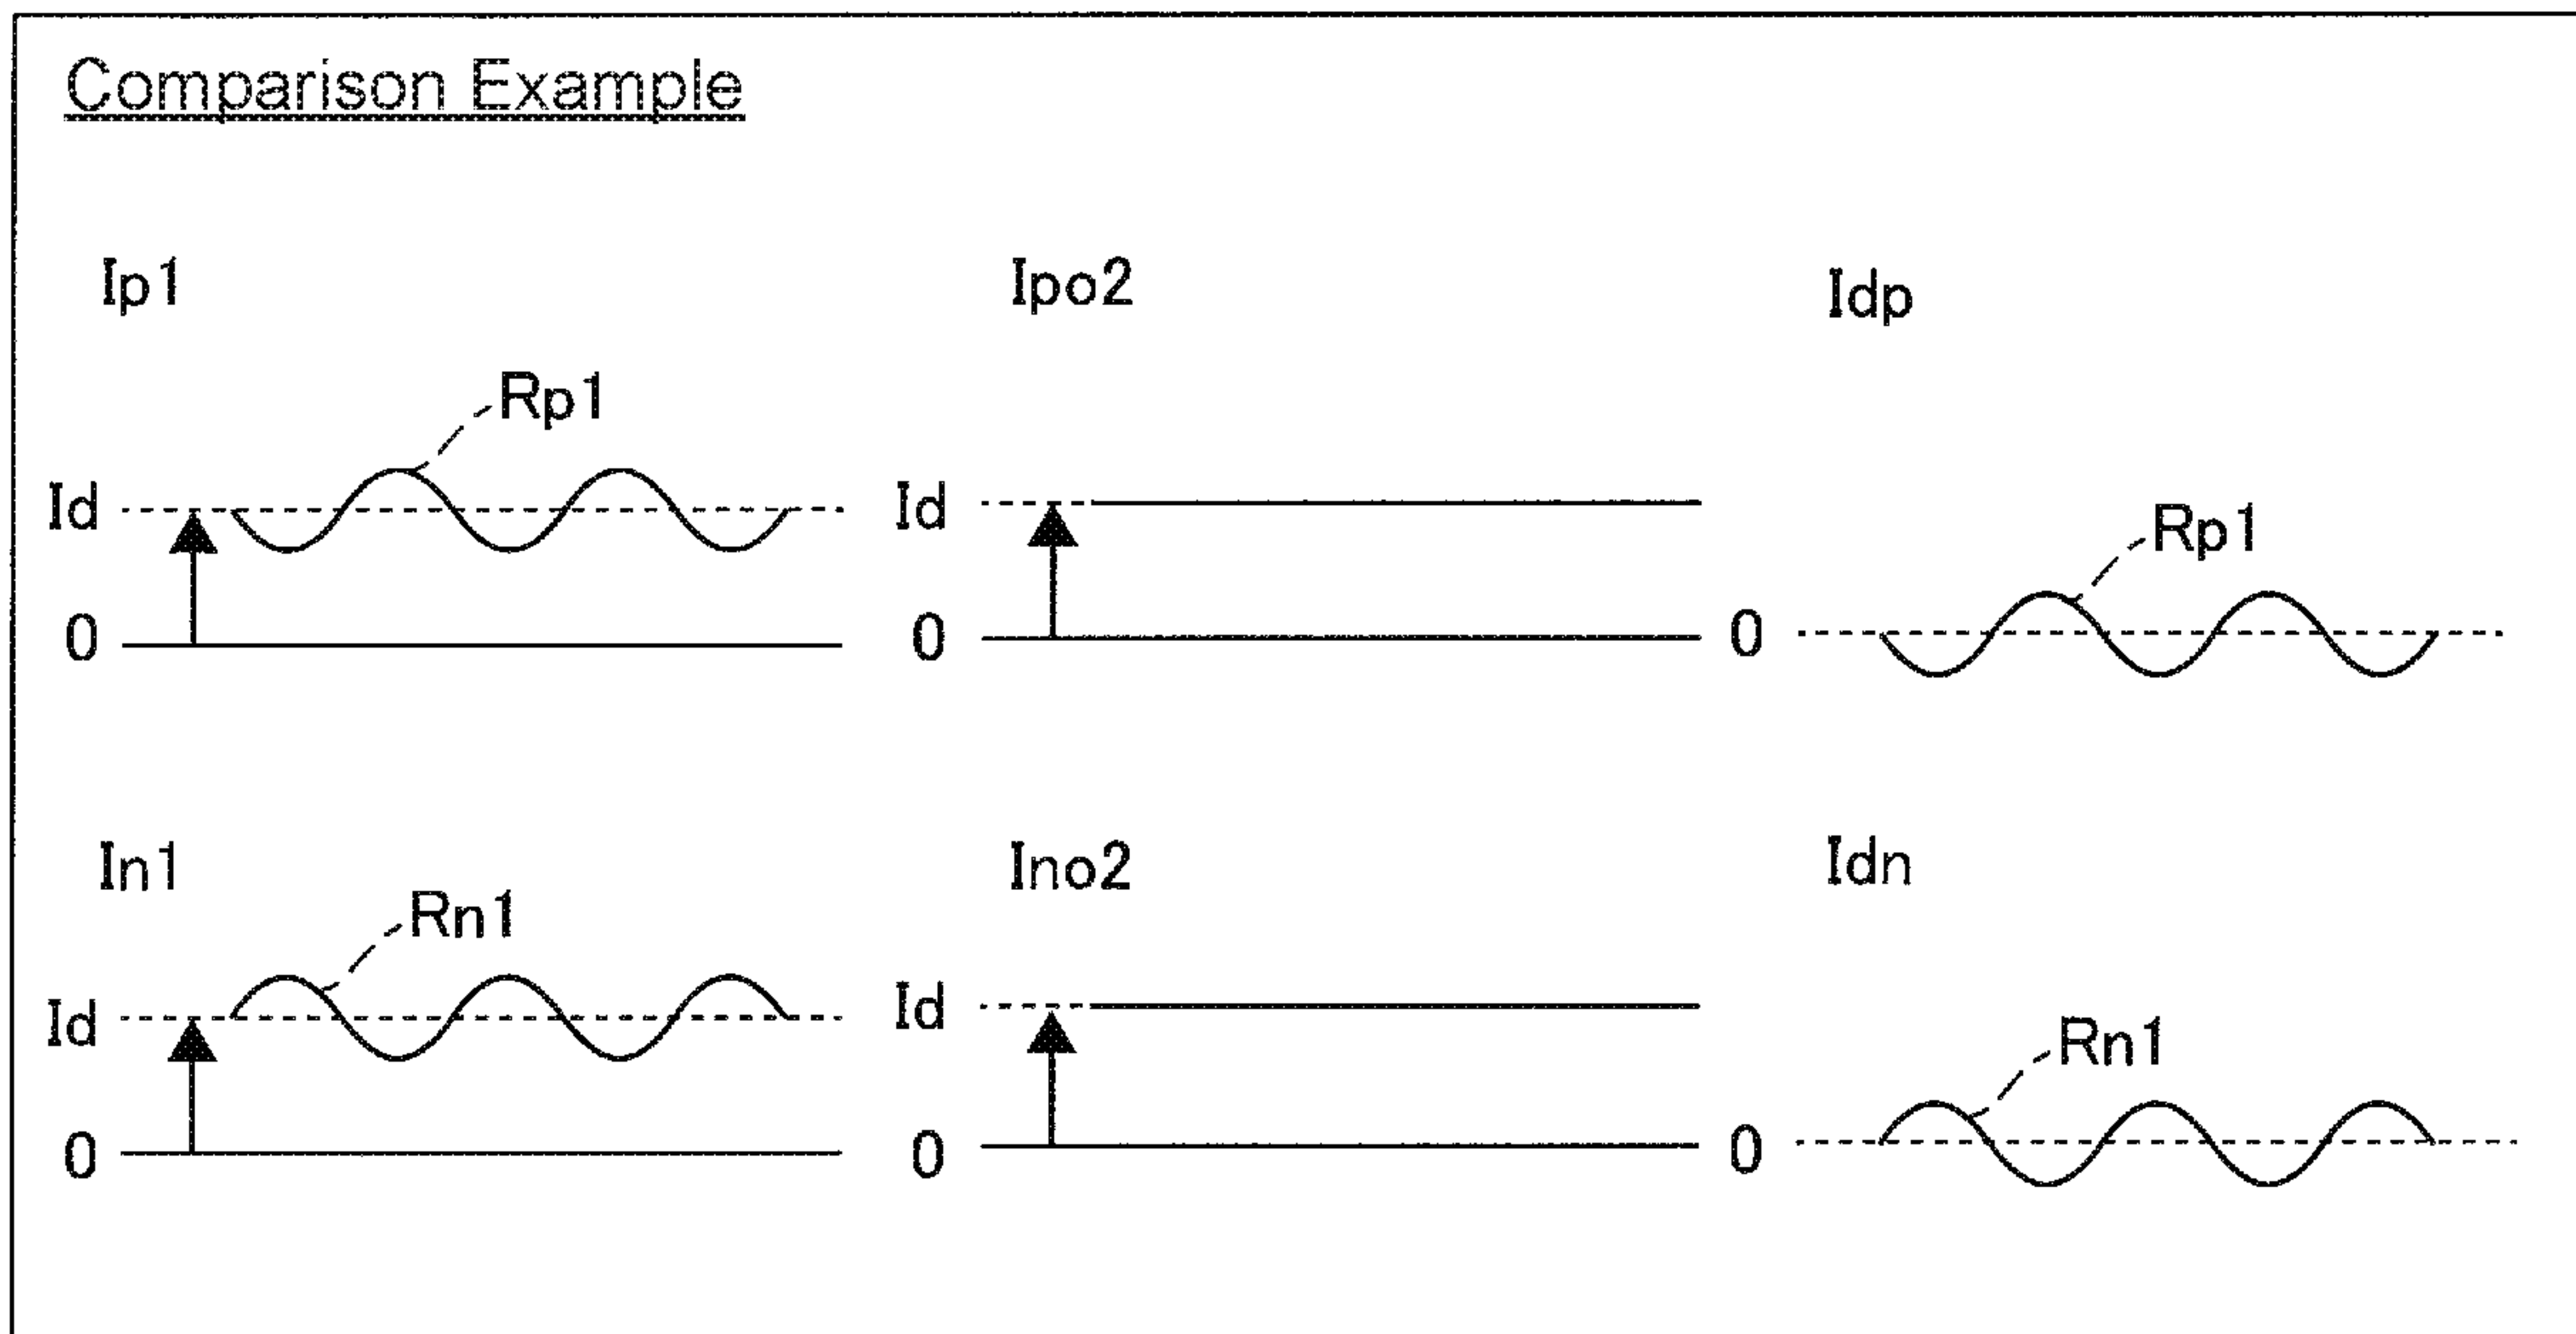 Comparison Example
Ip1
Ipo2
Idp
Rp1
Id
0
Id
0
Rp1
0
In1
Ino2
Idn
Rn1
Id
0
Id
0
Rn1
0